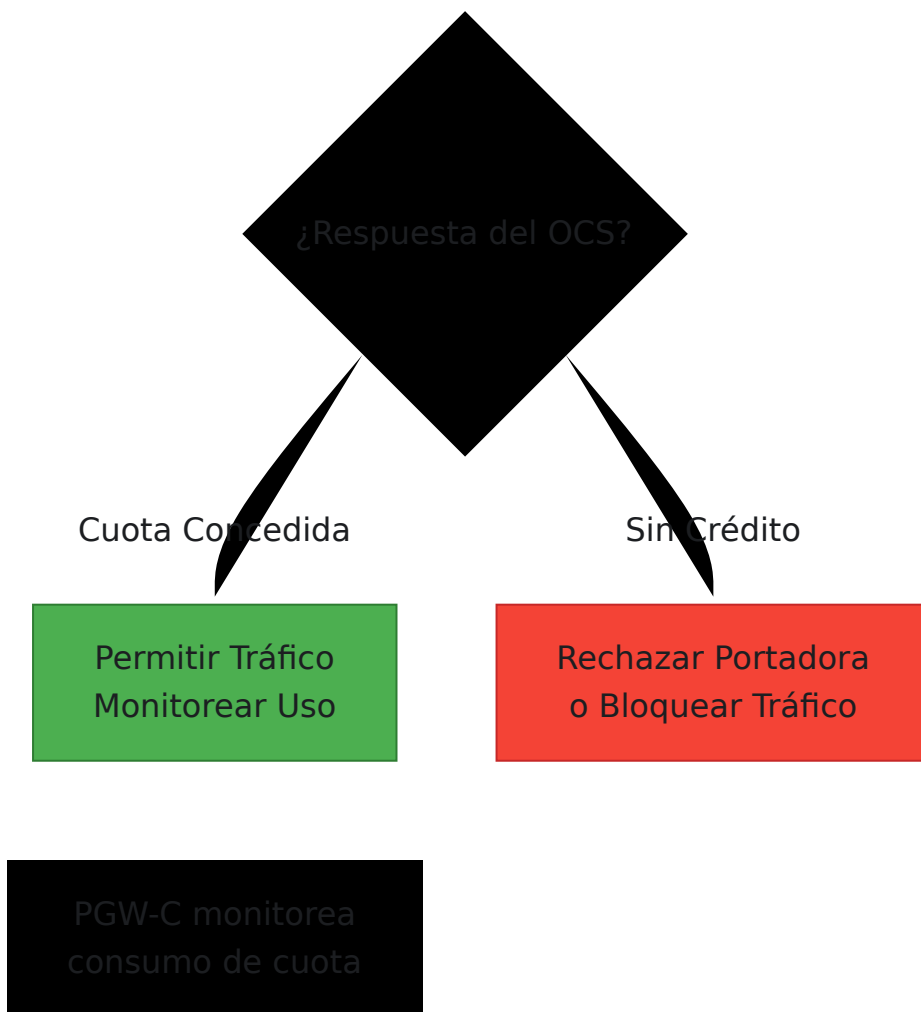 ¿Respuesta del OCS?
Cuota Concedida
Sin Crédito
Permitir Tráfico
Monitorear Uso
Rechazar Portadora
o Bloquear Tráfico
PGW-C monitorea
consumo de cuota